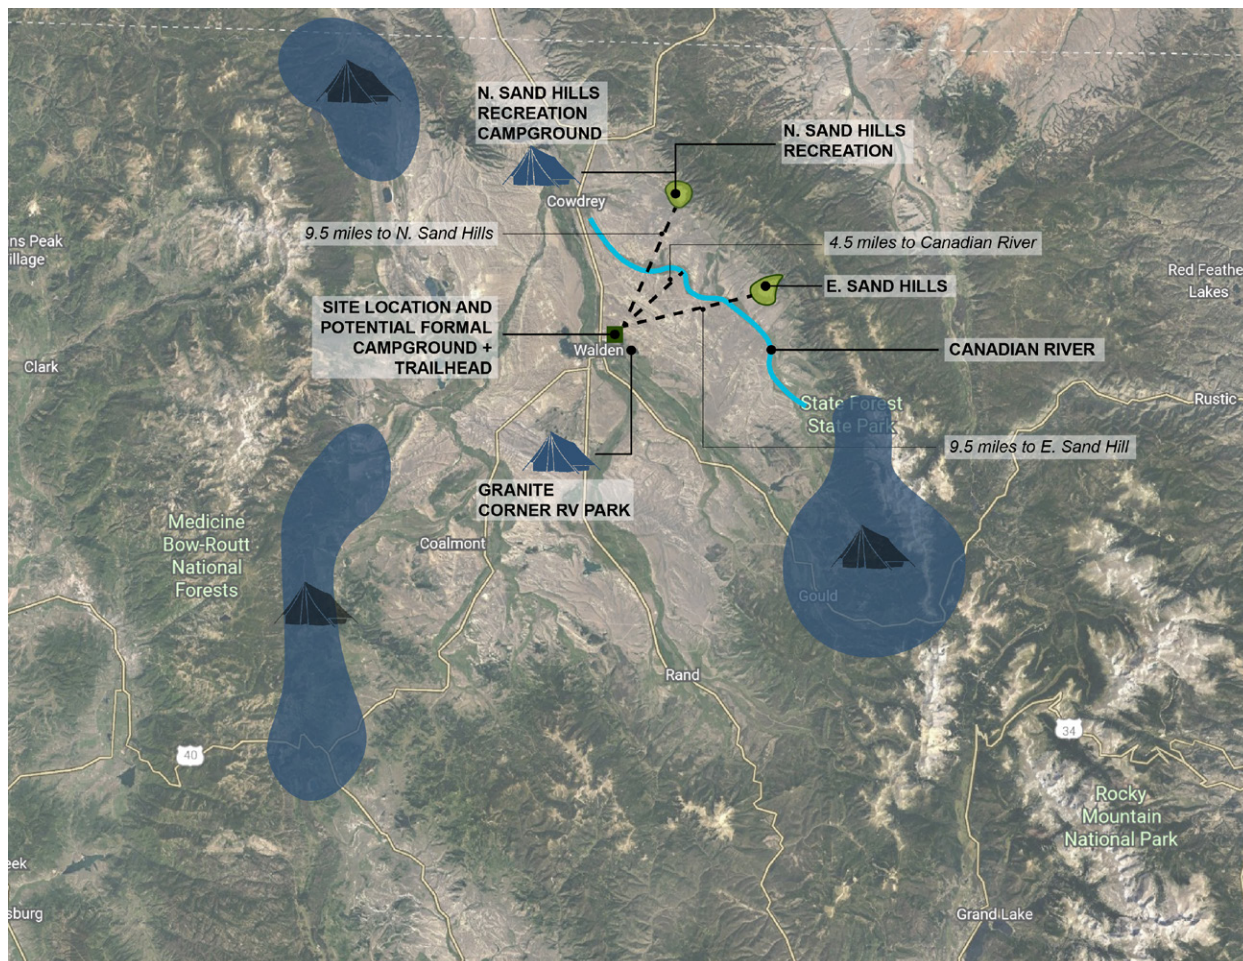 N. SAND HILLS
RECREATION
CAMPGROUND
N. SAND HILLS
RECREATION
Cowdrey
9.5 miles to N. Sand Hills
4.5 miles to Canadian River
ns Peak
illage
Red Feathe
Lakes
E. SAND HILLS
SITE LOCATION AND
POTENTIAL FORMAL
CAMPGROUND +
TRAILHEAD
Walden
CANADIAN RIVER
Clark
State Forest
State Park
Rustic
9.5 miles to E. Sand Hill
GRANITE
CORNER RV PARK
Medicine
Bow-Routt
National
Forests
Coalmont
Gould
Rand
40
34
Rocky
Mountain
National Park
eek
sburg
Grand Lake